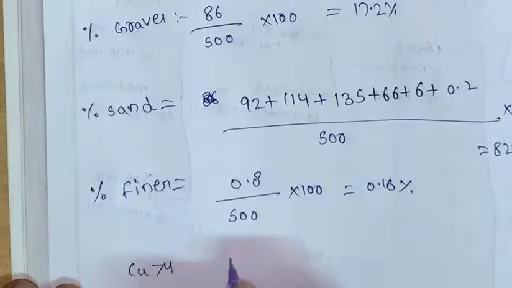 % Gravel :- 86/500 ×100 = 17.2%
% sand = 92+114+135+66+6+0.2/500 ×
=82
% finer = 0.8/500 ×100 = 0.16%
Cu >4